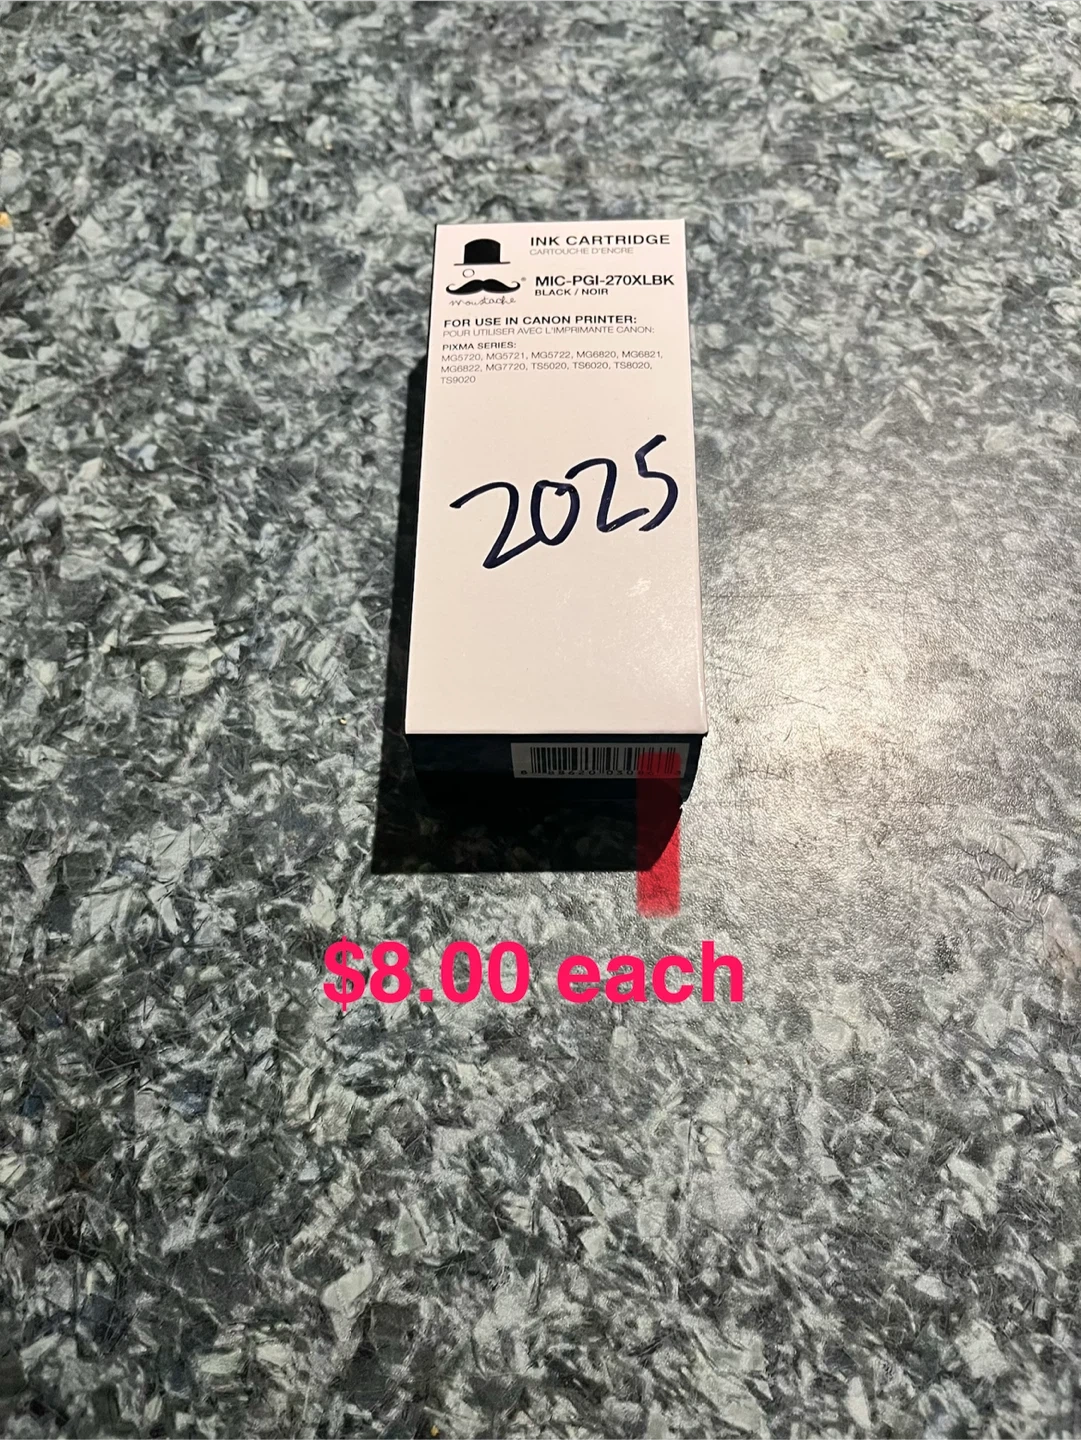 INK CARTRIDGE
CARTOUCHE D'ENCRE
MIC-PGI-270XLBK
BLACK / NOIR
moustache®
FOR USE IN CANON PRINTER:
POUR UTILISER AVEC L'IMPRIMANTE CANON:
PIXMA SERIES:
MG5720, MG5721, MG5722, MG6820, MG6821,
MG6822, MG7720, TS5020, TS6020, TS8020,
TS9020
2025
$8.00 each